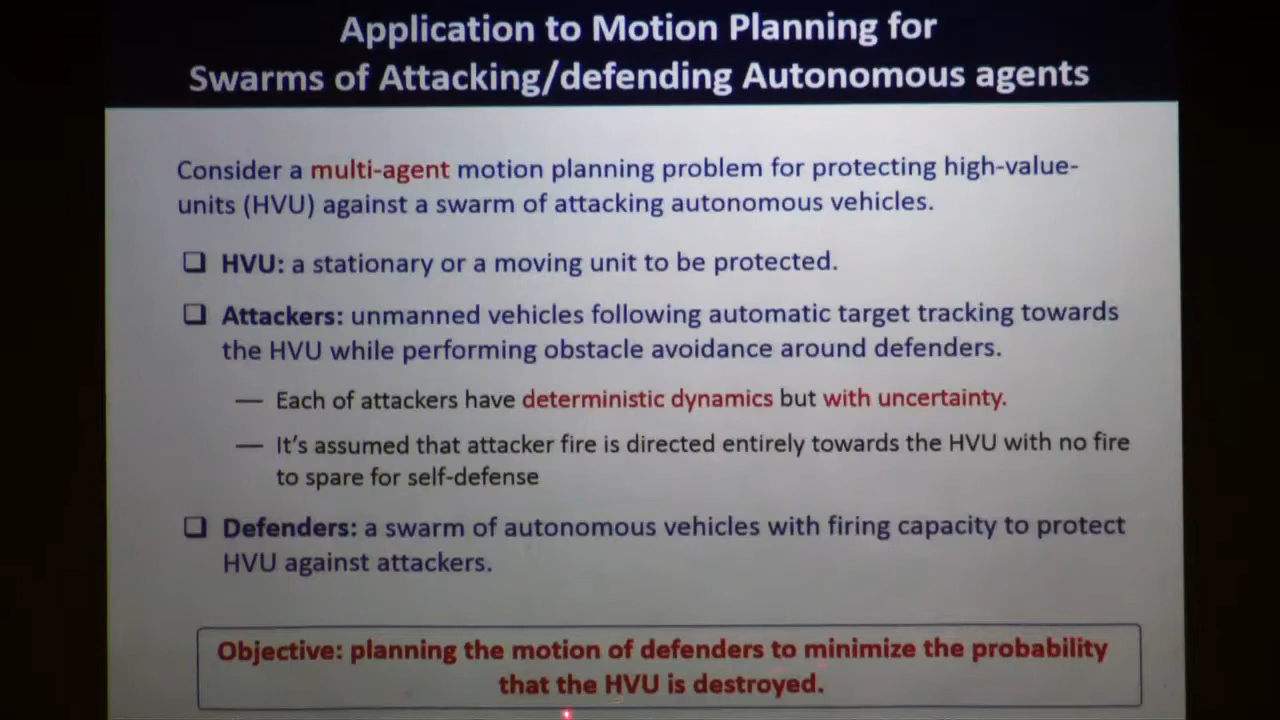 Application to Motion Planning for
Swarms of Attacking/defending Autonomous agents
Consider a multi-agent motion planning problem for protecting high-value-
units (HVU) against a swarm of attacking autonomous vehicles.
❑ HVU: a stationary or a moving unit to be protected.
❑ Attackers: unmanned vehicles following automatic target tracking towards
the HVU while performing obstacle avoidance around defenders.
— Each of attackers have deterministic dynamics but with uncertainty.
— It's assumed that attacker fire is directed entirely towards the HVU with no fire
to spare for self-defense
❑ Defenders: a swarm of autonomous vehicles with firing capacity to protect
HVU against attackers.
Objective: planning the motion of defenders to minimize the probability
that the HVU is destroyed.